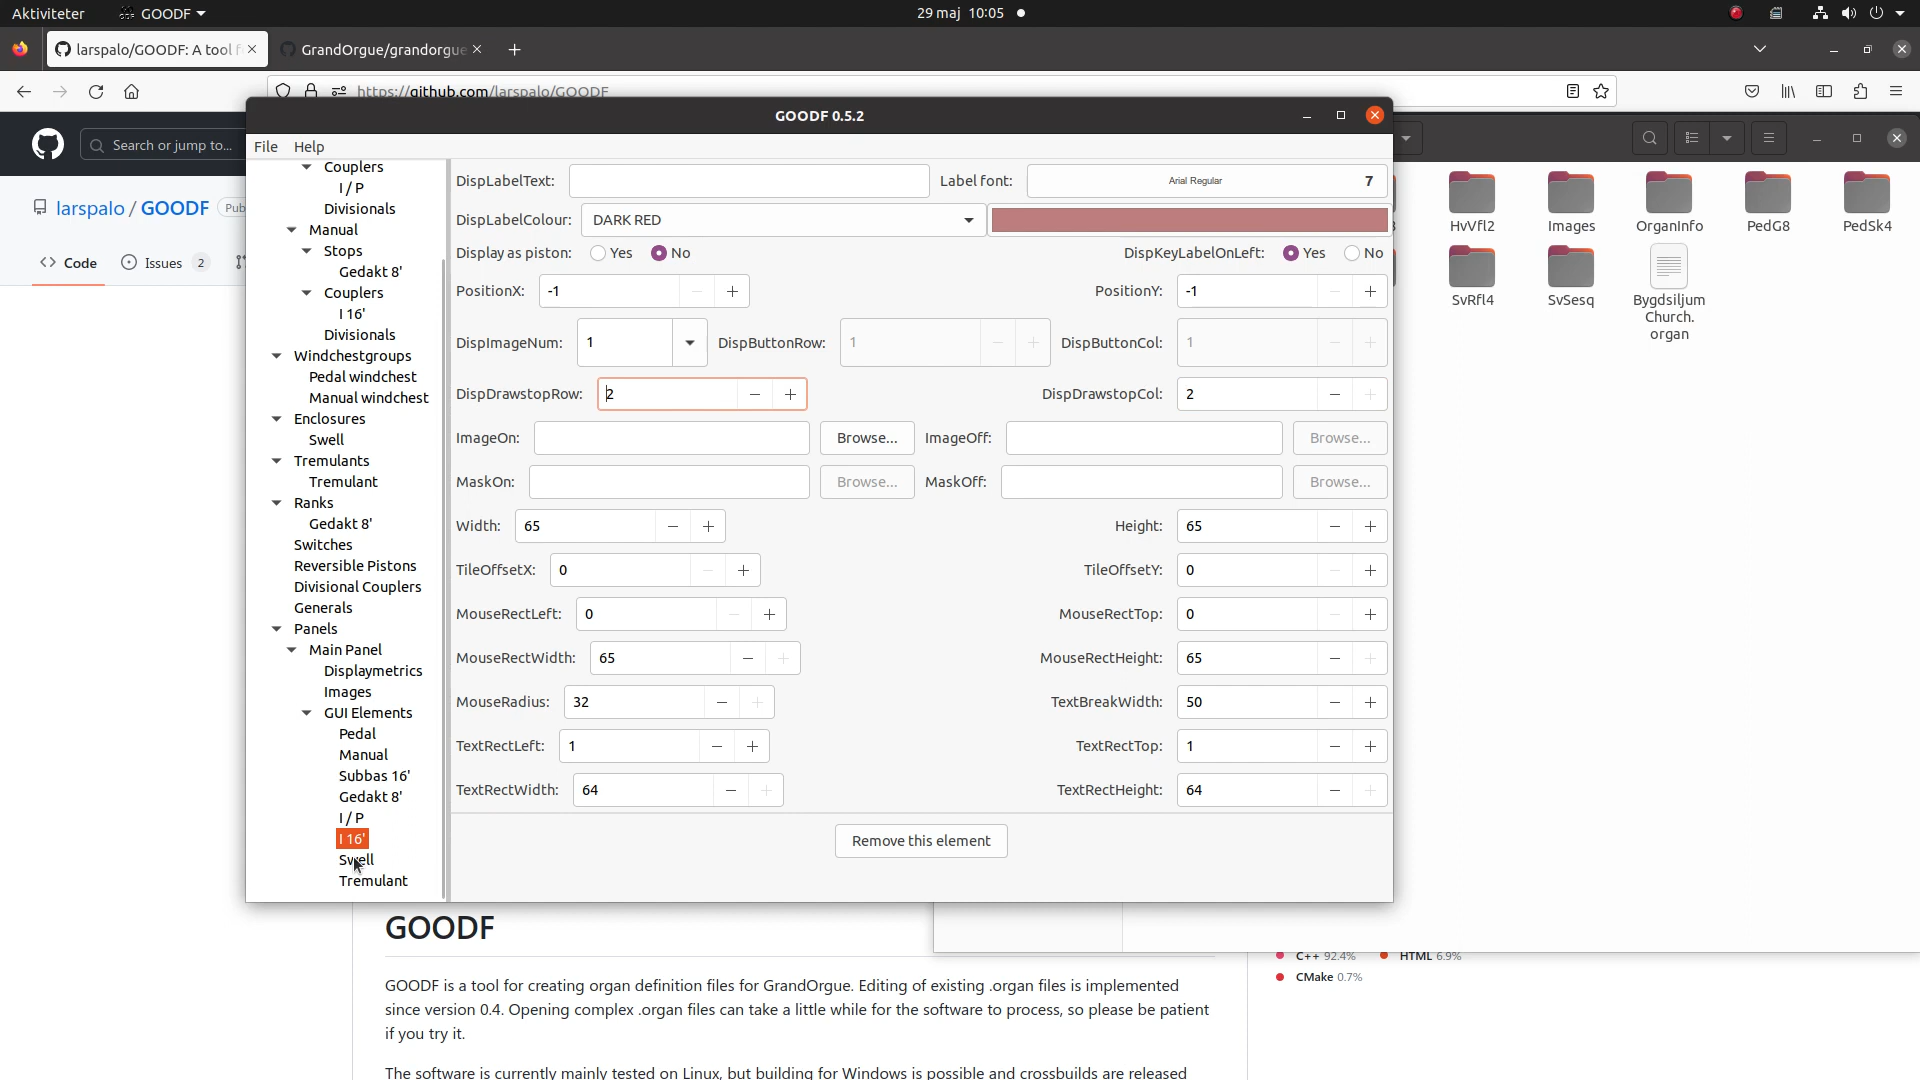 Aktiviteter
GOODF
29 maj 10:05
larspalo/GOODF: A tool f
GrandOrgue/grandorgue
https://github.com/larspalo/GOODF
GOODF 0.5.2
Search or jump to...
larspalo / GOODF
Pub
Code
Issues 2
File Help
Couplers
I / P
Divisionals
Manual
Stops
Gedakt 8'
Couplers
I 16'
Divisionals
Windchestgroups
Pedal windchest
Manual windchest
Enclosures
Swell
Tremulants
Tremulant
Ranks
Gedakt 8'
Switches
Reversible Pistons
Divisional Couplers
Generals
Panels
Main Panel
Displaymetrics
Images
GUI Elements
Pedal
Manual
Subbas 16'
Gedakt 8'
I / P
I 16'
Swell
Tremulant
DispLabelText: Label font: Arial Regular 7
DispLabelColour: DARK RED
Display as piston: Yes No DispKeyLabelOnLeft: Yes No
PositionX: -1 PositionY: -1
DispImageNum: 1 DispButtonRow: 1 DispButtonCol: 1
DispDrawstopRow: 2 DispDrawstopCol: 2
ImageOn: Browse... ImageOff: Browse...
MaskOn: Browse... MaskOff: Browse...
Width: 65 Height: 65
TileOffsetX: 0 TileOffsetY: 0
MouseRectLeft: 0 MouseRectTop: 0
MouseRectWidth: 65 MouseRectHeight: 65
MouseRadius: 32 TextBreakWidth: 50
TextRectLeft: 1 TextRectTop: 1
TextRectWidth: 64 TextRectHeight: 64
Remove this element
HvVfl2 Images OrganInfo PedG8 PedSk4
SvRfl4 SvSesq Bygdsiljum
Church.
organ
GOODF
GOODF is a tool for creating organ definition files for GrandOrgue. Editing of existing .organ files is implemented
since version 0.4. Opening complex .organ files can take a little while for the software to process, so please be patient
if you try it.
The software is currently mainly tested on Linux, but building for Windows is possible and crossbuilds are released
C++ 92.4% HTML 6.9%
CMake 0.7%